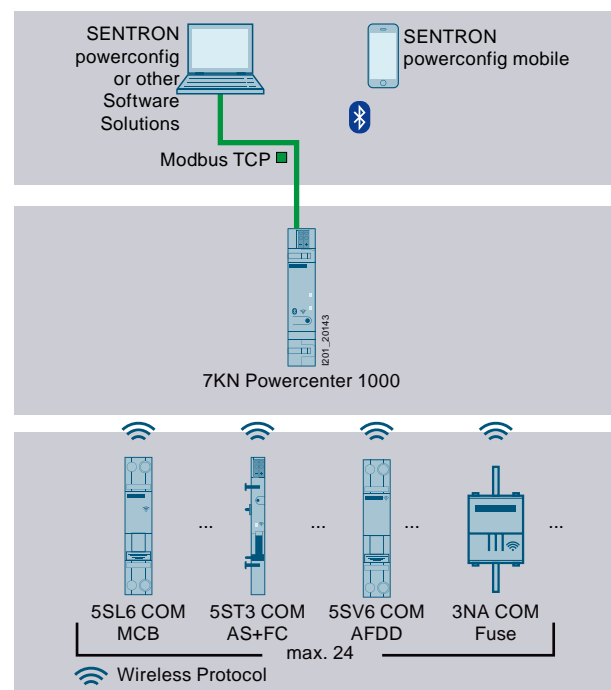 SENTRON
powerconfig
or other
Software
Solutions
SENTRON
powerconfig mobile
Modbus TCP
I201_20143
7KN Powercenter 1000
... ... ... ...
5SL6 COM
MCB
5ST3 COM
AS+FC
5SV6 COM
AFDD
3NA COM
Fuse
max. 24
Wireless Protocol